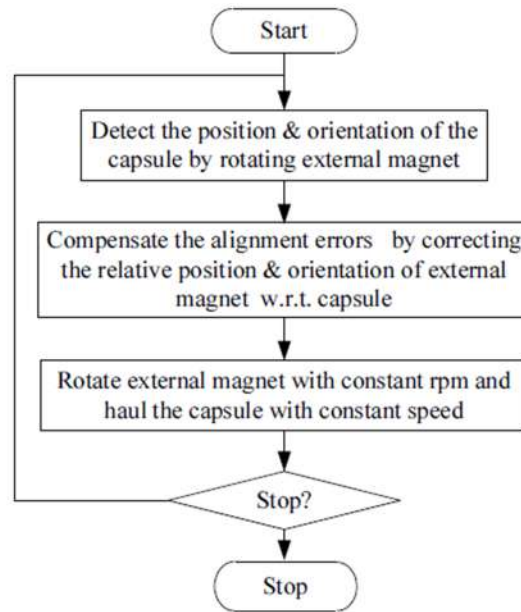 Start
Detect the position & orientation of the
capsule by rotating external magnet
Compensate the alignment errors by correcting
the relative position & orientation of external
magnet w.r.t. capsule
Rotate external magnet with constant rpm and
haul the capsule with constant speed
Stop?
Stop